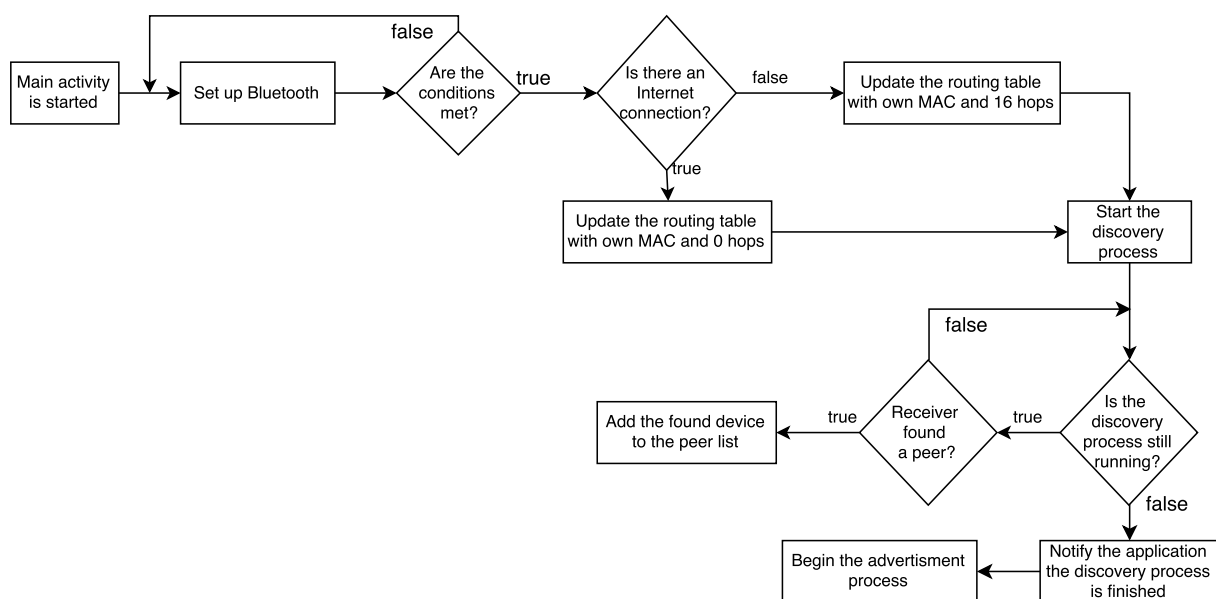 false
Main activity
is started
Set up Bluetooth
Are the
conditions
met?
true
Is there an
Internet
connection?
false
Update the routing table
with own MAC and 16 hops
true
Update the routing table
with own MAC and 0 hops
Start the
discovery
process
false
Add the found device
to the peer list
true
Receiver
found
a peer?
true
Is the
discovery
process still
running?
false
Begin the advertisment
process
Notify the application
the discovery process
is finished